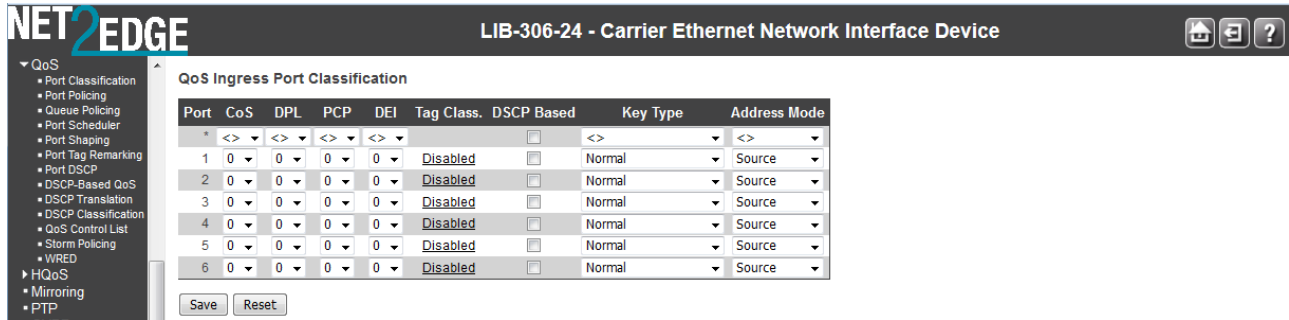 NET2EDGE
LIB-306-24 - Carrier Ethernet Network Interface Device
?
QoS
Port Classification
Port Policing
Queue Policing
Port Scheduler
Port Shaping
Port Tag Remarking
Port DSCP
DSCP-Based QoS
DSCP Translation
DSCP Classification
QoS Control List
Storm Policing
WRED
HQoS
Mirroring
PTP
QoS Ingress Port Classification
Port CoS DPL PCP DEI Tag Class. DSCP Based Key Type Address Mode
* <> <> <> <> <> <>
1 0 0 0 0 Disabled Normal Source
2 0 0 0 0 Disabled Normal Source
3 0 0 0 0 Disabled Normal Source
4 0 0 0 0 Disabled Normal Source
5 0 0 0 0 Disabled Normal Source
6 0 0 0 0 Disabled Normal Source
Save Reset